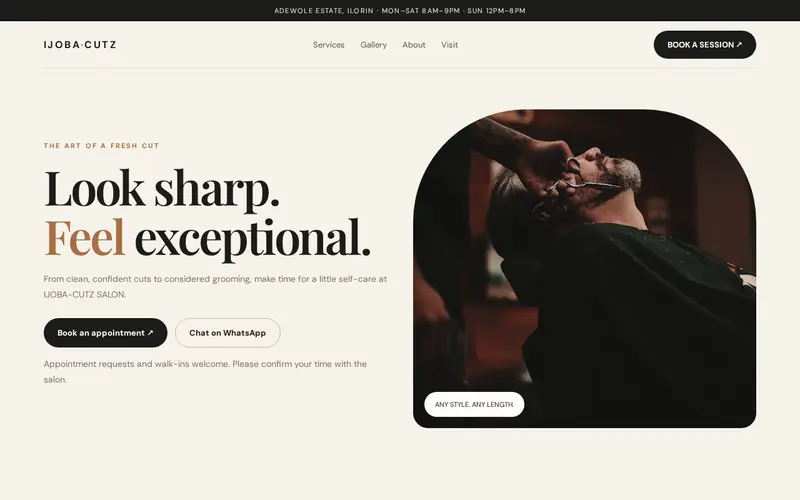 ADEWOLE ESTATE, ILORIN · MON–SAT 8AM–9PM · SUN 12PM–8PM
IJOBA·CUTZ
Services
Gallery
About
Visit
BOOK A SESSION ↗
THE ART OF A FRESH CUT
Look sharp.
Feel exceptional.
From clean, confident cuts to considered grooming, make time for a little self-care at
IJOBA-CUTZ SALON.
Book an appointment ↗
Chat on WhatsApp
Appointment requests and walk-ins welcome. Please confirm your time with the
salon.
ANY STYLE. ANY LENGTH.